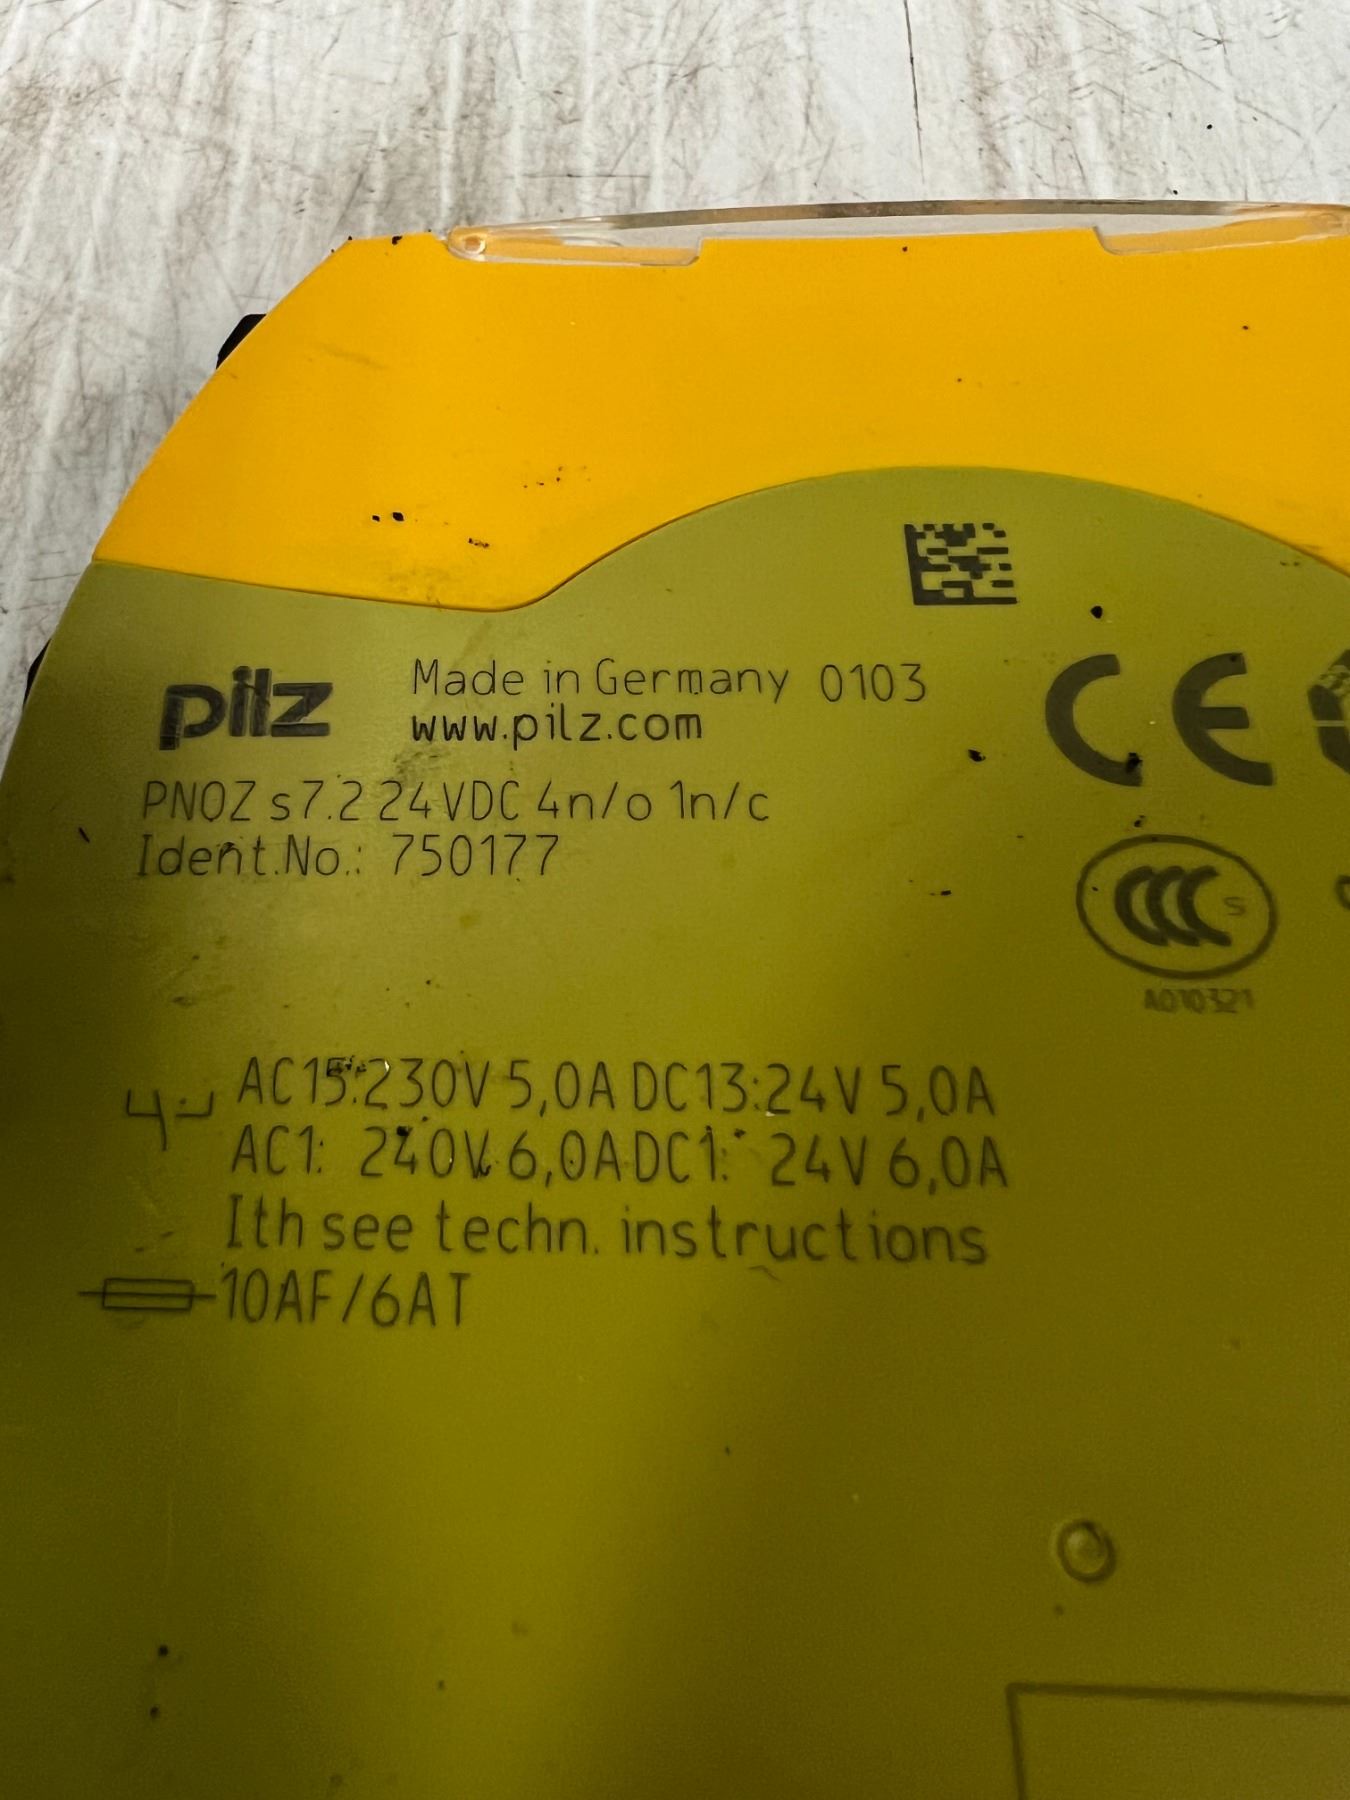 pilz
Made in Germany 0103
www.pilz.com
PNOZ s7.2 24VDC 4n/o 1n/c
Ident.No.: 750177
CE
CCC S
A010321
AC15:230V 5,0A DC13:24V 5,0A
AC1: 240V 6,0A DC1: 24V 6,0A
Ith see techn. instructions
10AF/6AT